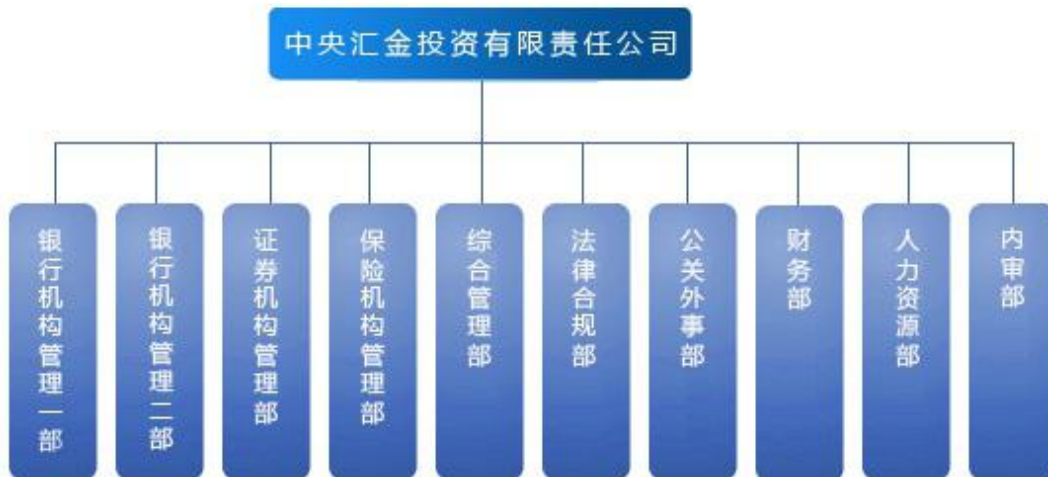 中央汇金投资有限责任公司
银行机构管理一部
银行机构管理二部
证券机构管理部
保险机构管理部
综合管理部
法律合规部
公关外事部
财务部
人力资源部
内审部